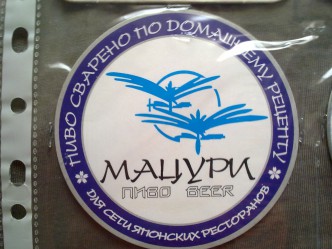 ПИВО СВАРЕНО ПО ДОМАШНЕМУ РЕЦЕПТУ
МАЦУРИ
ПИВО BEER
ДЛЯ СЕТИ ЯПОНСКИХ РЕСТОРАНОВ